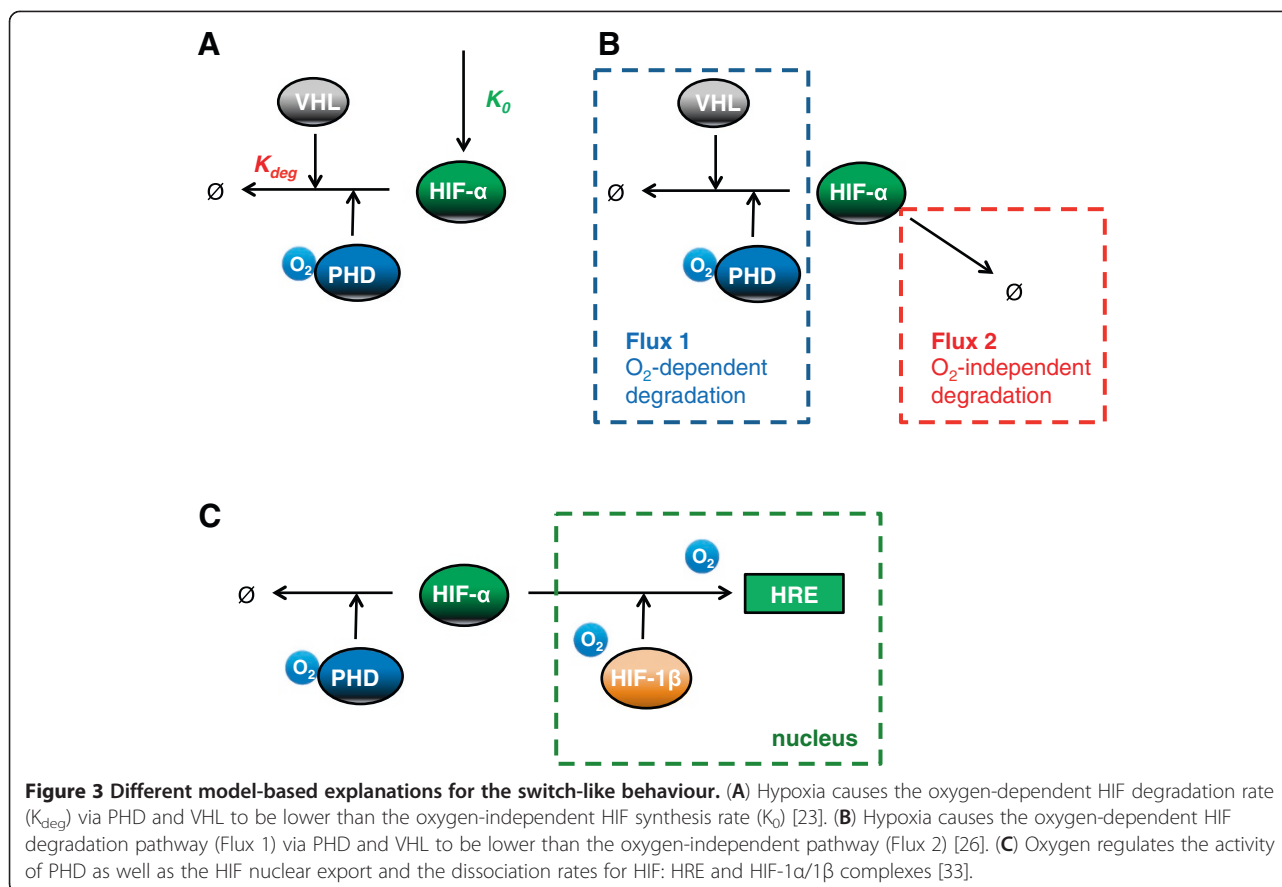 A
B
VHL
K0
VHL
Kdeg
Ø
HIF-α
Ø
HIF-α
O2
PHD
O2
PHD
Ø
Flux 1
O2-dependent
degradation
Flux 2
O2-independent
degradation
C
O2
Ø
HIF-α
HRE
O2
O2
PHD
HIF-1β
nucleus
Figure 3 Different model-based explanations for the switch-like behaviour. (A) Hypoxia causes the oxygen-dependent HIF degradation rate
(Kdeg) via PHD and VHL to be lower than the oxygen-independent HIF synthesis rate (K0) [23]. (B) Hypoxia causes the oxygen-dependent HIF
degradation pathway (Flux 1) via PHD and VHL to be lower than the oxygen-independent pathway (Flux 2) [26]. (C) Oxygen regulates the activity
of PHD as well as the HIF nuclear export and the dissociation rates for HIF: HRE and HIF-1α/1β complexes [33].